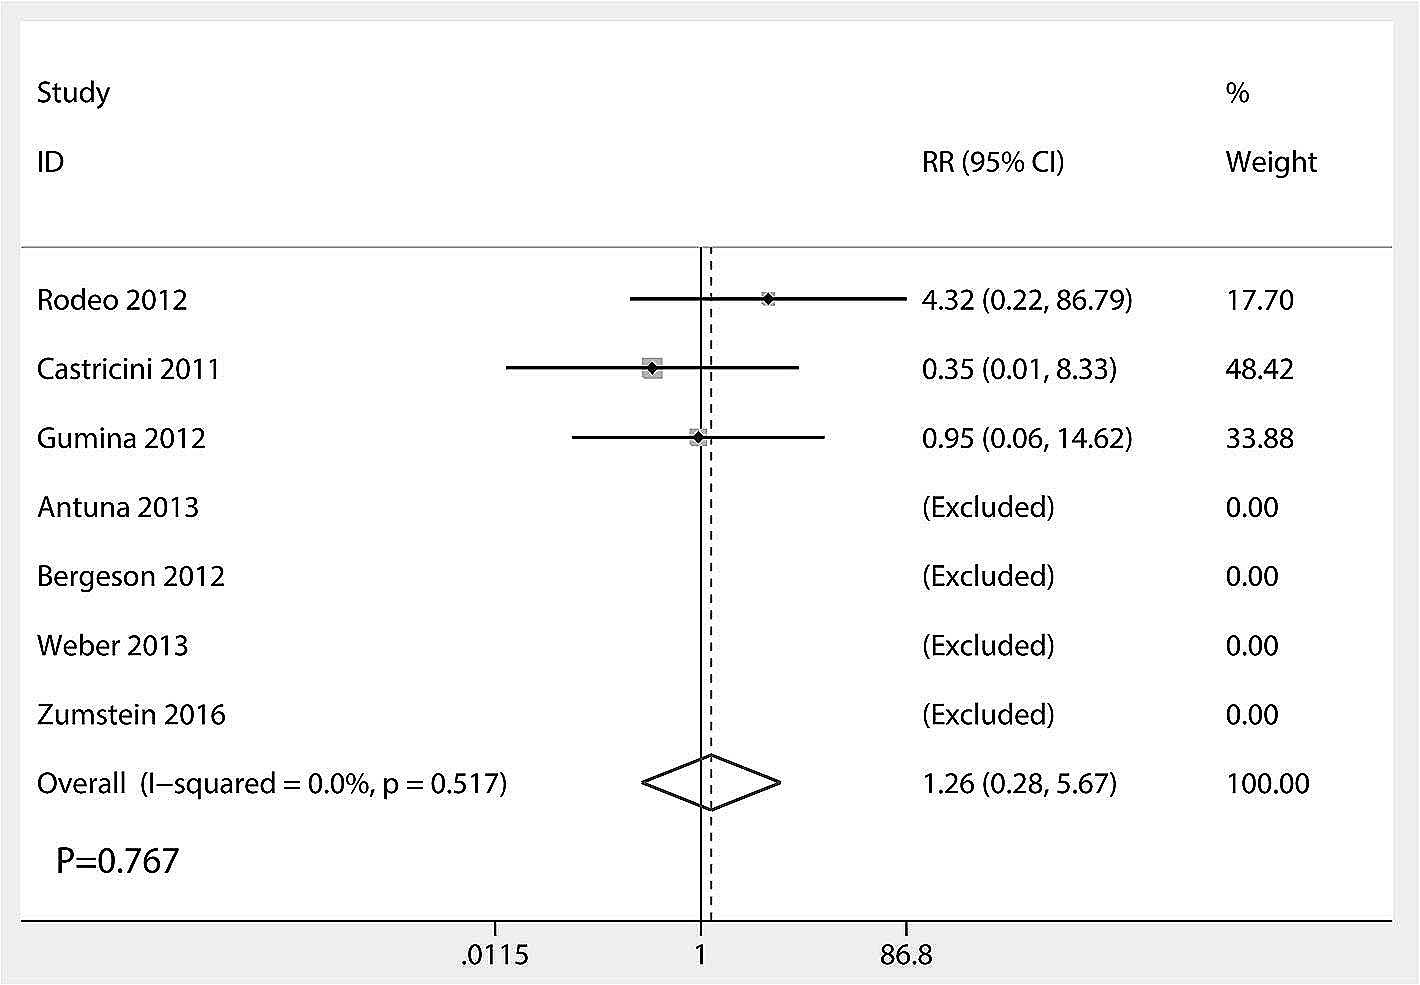 Study %
ID RR (95% CI) Weight
Rodeo 2012 4.32 (0.22, 86.79) 17.70
Castricini 2011 0.35 (0.01, 8.33) 48.42
Gumina 2012 0.95 (0.06, 14.62) 33.88
Antuna 2013 (Excluded) 0.00
Bergeson 2012 (Excluded) 0.00
Weber 2013 (Excluded) 0.00
Zumstein 2016 (Excluded) 0.00
Overall (I−squared = 0.0%, p = 0.517) 1.26 (0.28, 5.67) 100.00
P=0.767
.0115 1 86.8